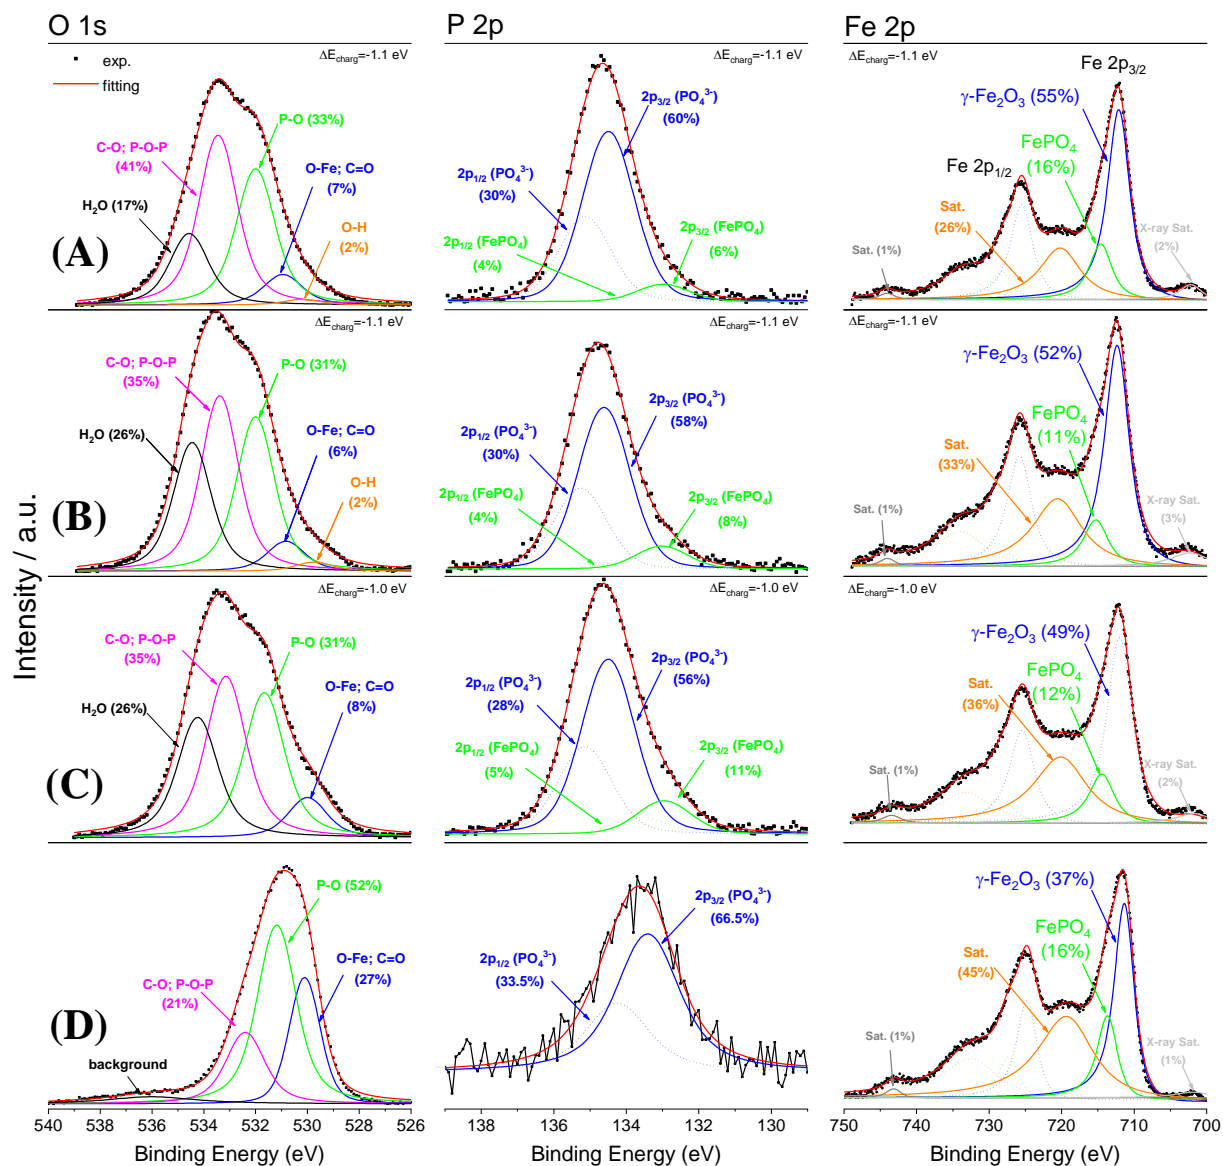 O 1s
P 2p
Fe 2p
exp.
fitting
ΔE_charg=-1.1 eV
C-O; P-O-P
(41%)
P-O (33%)
O-Fe; C=O
(7%)
H₂O (17%)
O-H
(2%)
(A)
ΔE_charg=-1.1 eV
2p₃/₂ (PO₄³⁻)
(60%)
2p₁/₂ (PO₄³⁻)
(30%)
2p₁/₂ (FePO₄)
(4%)
2p₃/₂ (FePO₄)
(6%)
ΔE_charg=-1.1 eV
Fe 2p₃/₂
γ-Fe₂O₃ (55%)
FePO₄
(16%)
Fe 2p₁/₂
Sat.
(26%)
Sat. (1%)
X-ray Sat.
(2%)
ΔE_charg=-1.1 eV
C-O; P-O-P
(35%)
P-O (31%)
H₂O (26%)
O-Fe; C=O
(6%)
O-H
(2%)
(B)
ΔE_charg=-1.1 eV
2p₃/₂ (PO₄³⁻)
(58%)
2p₁/₂ (PO₄³⁻)
(30%)
2p₁/₂ (FePO₄)
(4%)
2p₃/₂ (FePO₄)
(8%)
ΔE_charg=-1.1 eV
γ-Fe₂O₃ (52%)
FePO₄
(11%)
Sat.
(33%)
Sat. (1%)
X-ray Sat.
(3%)
Intensity / a.u.
ΔE_charg=-1.0 eV
C-O; P-O-P
(35%)
P-O (31%)
O-Fe; C=O
(8%)
H₂O (26%)
(C)
ΔE_charg=-1.0 eV
2p₃/₂ (PO₄³⁻)
(56%)
2p₁/₂ (PO₄³⁻)
(28%)
2p₁/₂ (FePO₄)
(5%)
2p₃/₂ (FePO₄)
(11%)
ΔE_charg=-1.0 eV
γ-Fe₂O₃ (49%)
FePO₄
(12%)
Sat.
(36%)
Sat. (1%)
X-ray Sat.
(2%)
P-O (52%)
O-Fe; C=O
(27%)
C-O; P-O-P
(21%)
background
(D)
2p₃/₂ (PO₄³⁻)
(66.5%)
2p₁/₂ (PO₄³⁻)
(33.5%)
γ-Fe₂O₃ (37%)
FePO₄
(16%)
Sat.
(45%)
Sat. (1%)
X-ray Sat.
(1%)
540 538 536 534 532 530 528 526
138 136 134 132 130
750 740 730 720 710 700
Binding Energy (eV)
Binding Energy (eV)
Binding Energy (eV)